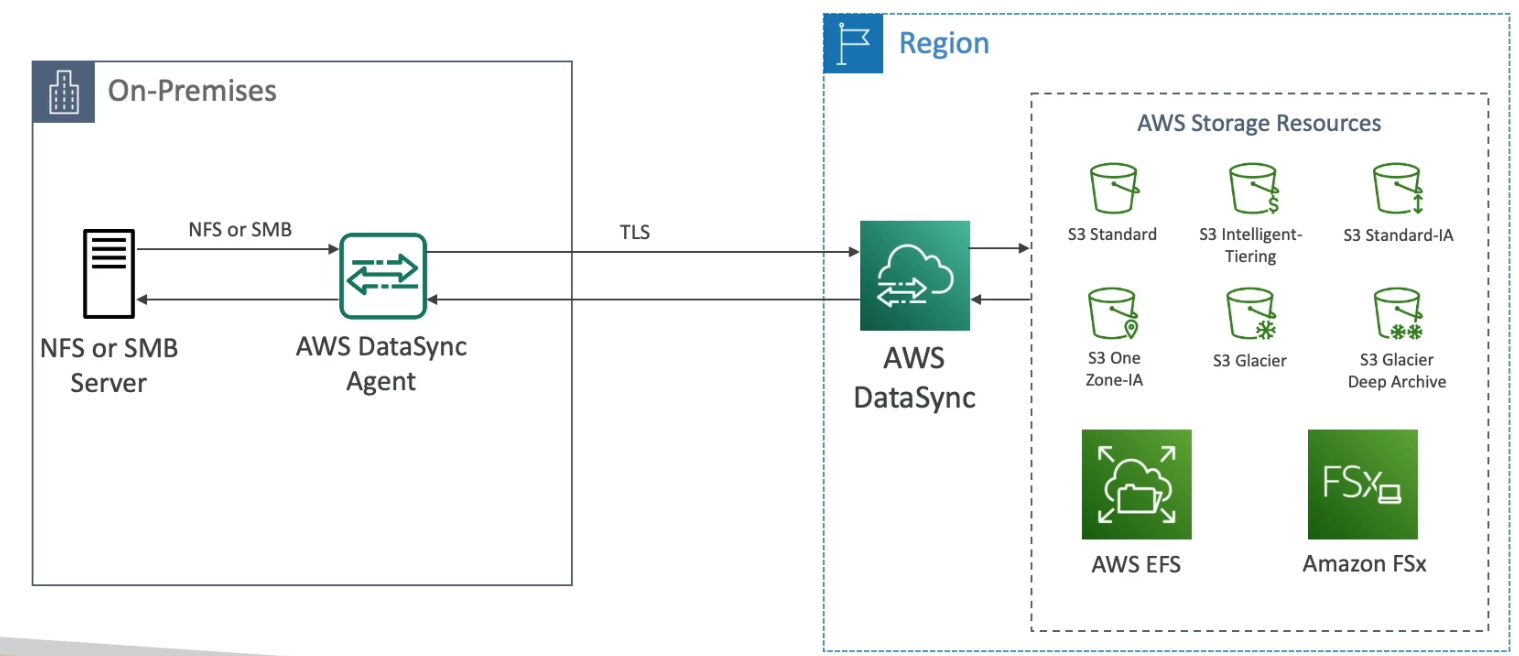 Region
On-Premises
AWS Storage Resources
NFS or SMB
TLS
S3 Standard
S3 Intelligent-
Tiering
S3 Standard-IA
NFS or SMB
Server
AWS DataSync
Agent
AWS
DataSync
S3 One
Zone-IA
S3 Glacier
S3 Glacier
Deep Archive
FSx
AWS EFS
Amazon FSx